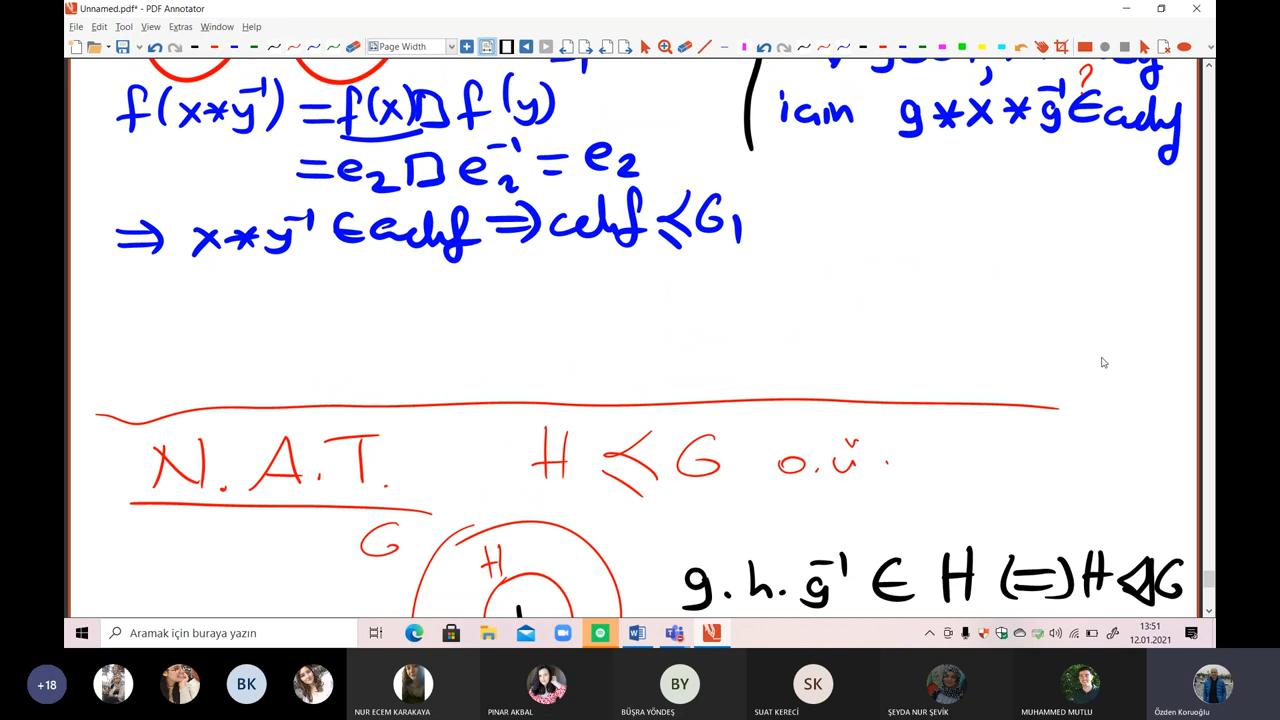 Unnamed.pdf* - PDF Annotator
File Edit Tool View Extras Window Help
Page Width
f(x**y⁻¹) = f(x)□ f(y)
= e₂ □ e₂⁻¹ = e₂
⇒ x**y⁻¹ ∈ çekf ⇒ çekf ≼ G₁
?
için g*x*g⁻¹ ∈ çekf
N.A.T. H ≼ G o.ü.
G
H
g.h.g⁻¹ ∈ H (=) H ⊲ G
Aramak için buraya yazın
13:51
12.01.2021
+18
BK
BY
SK
NUR ECEM KARAKAYA
PINAR AKBAL
BÜŞRA YÖNDEŞ
SUAT KERECİ
ŞEYDA NUR ŞEVİK
MUHAMMED MUTLU
Özden Koruoğlu